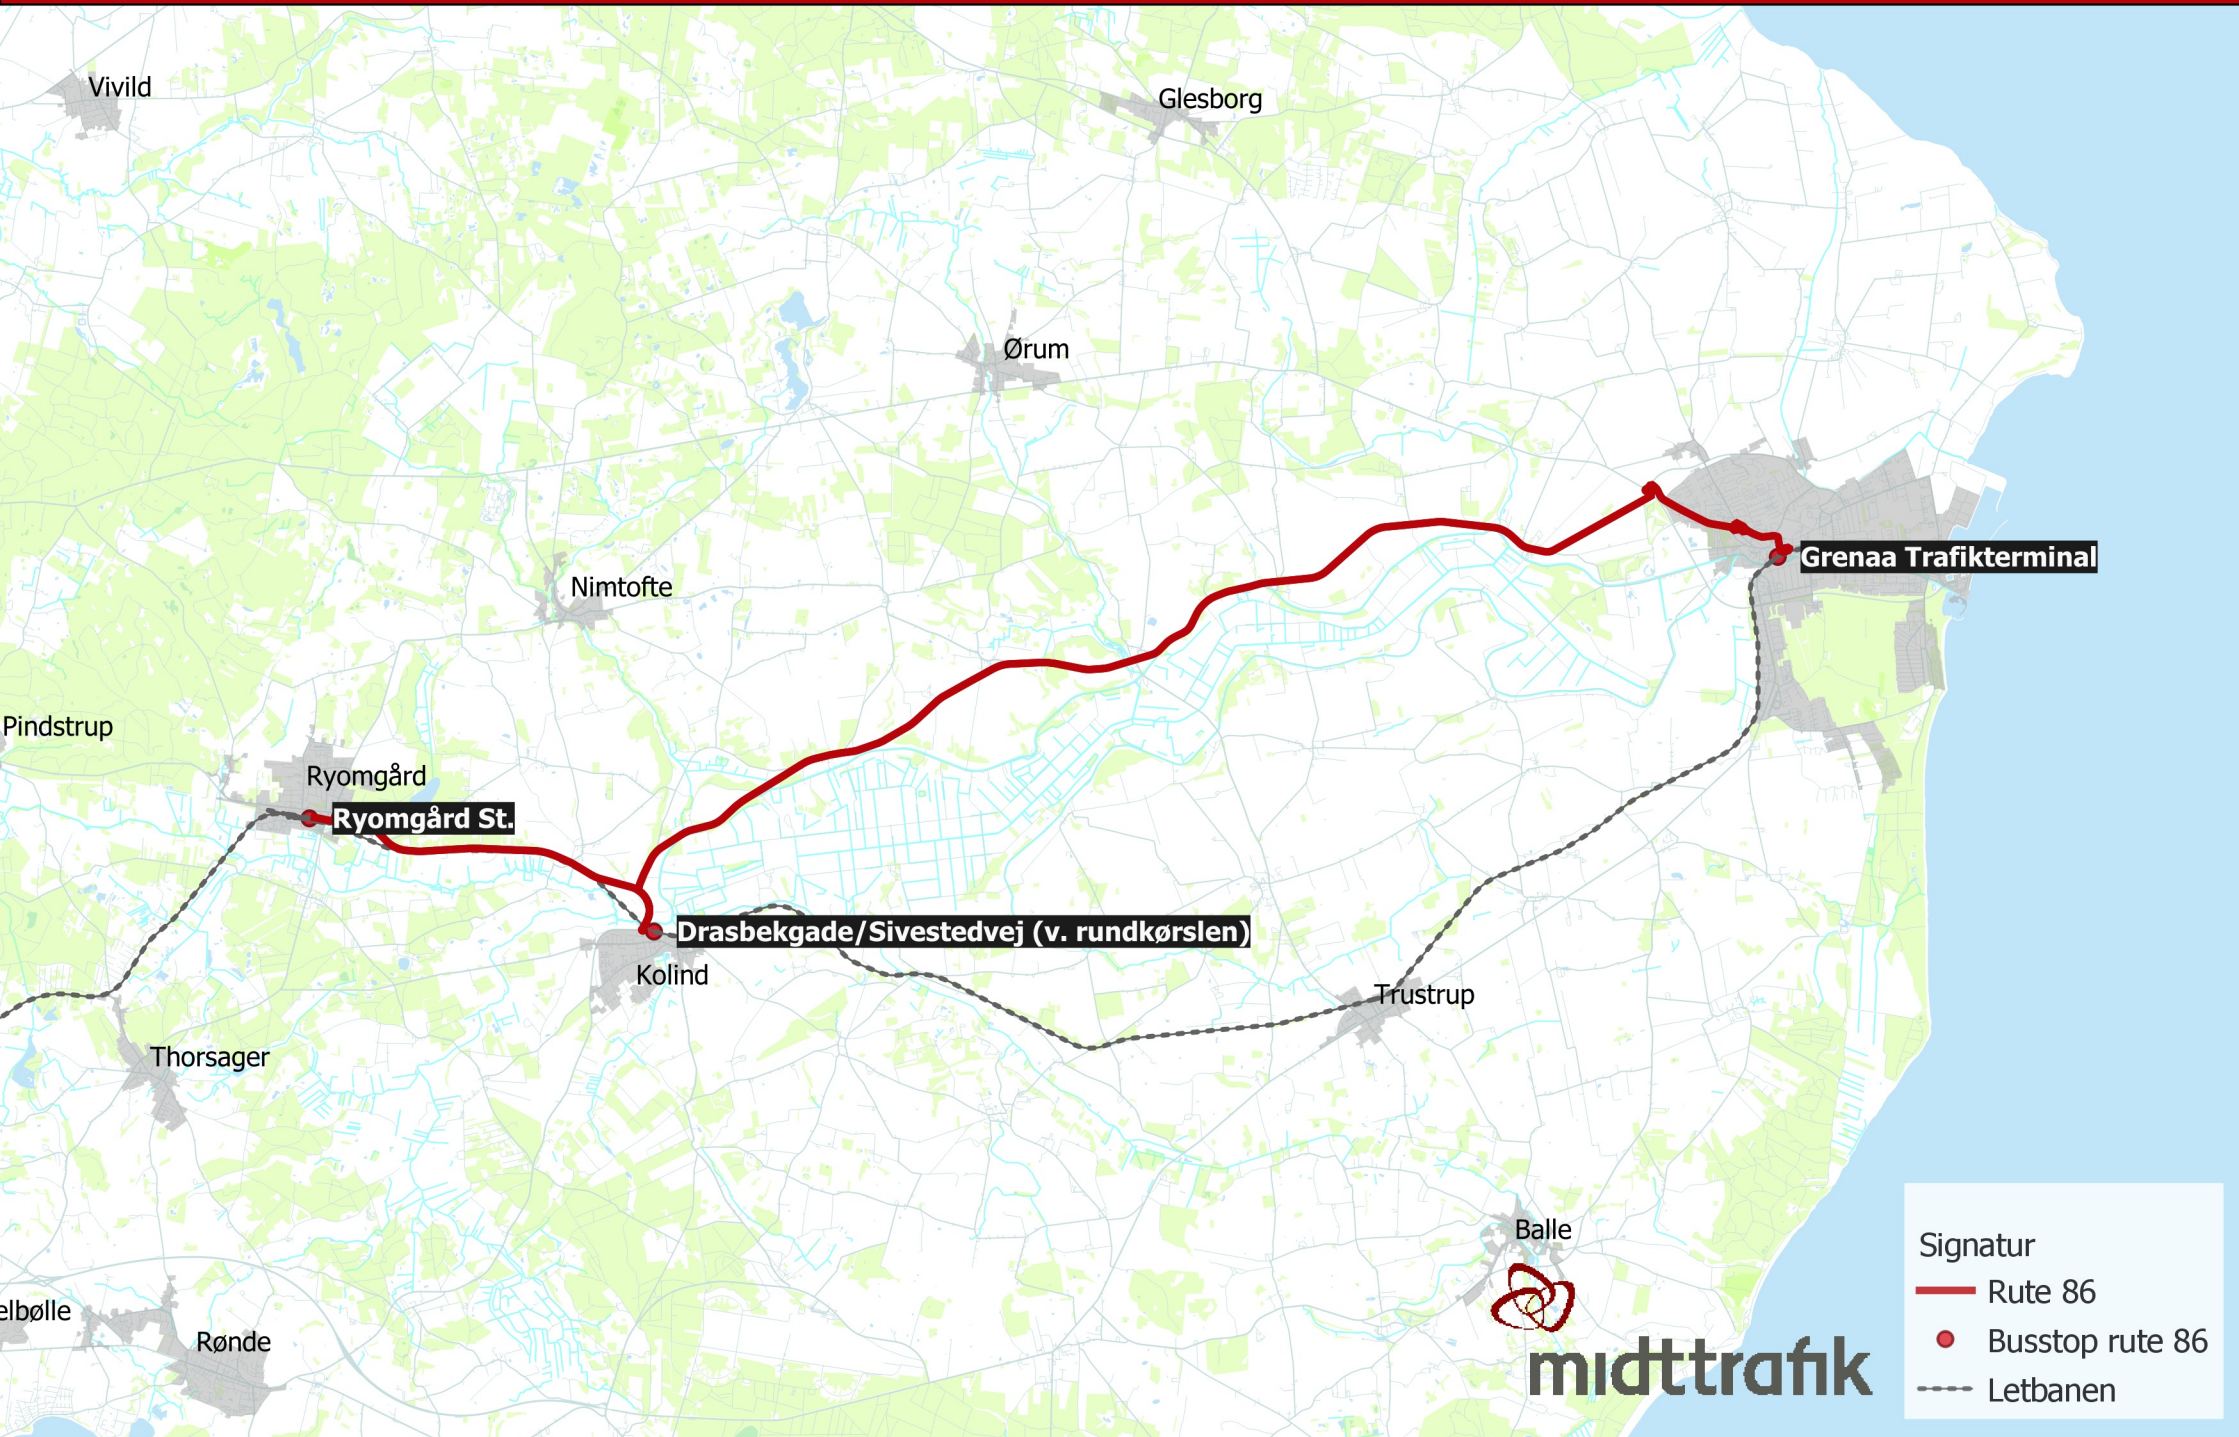 Vivild
Glesborg
Ørum
Grenaa Trafikterminal
Nimtofte
Pindstrup
Ryomgård
Ryomgård St.
Drasbekgade/Sivestedvej (v. rundkørslen)
Kolind
Trustrup
Thorsager
Balle
elbølle
Rønde
midttrafik
Signatur
Rute 86
Busstop rute 86
Letbanen